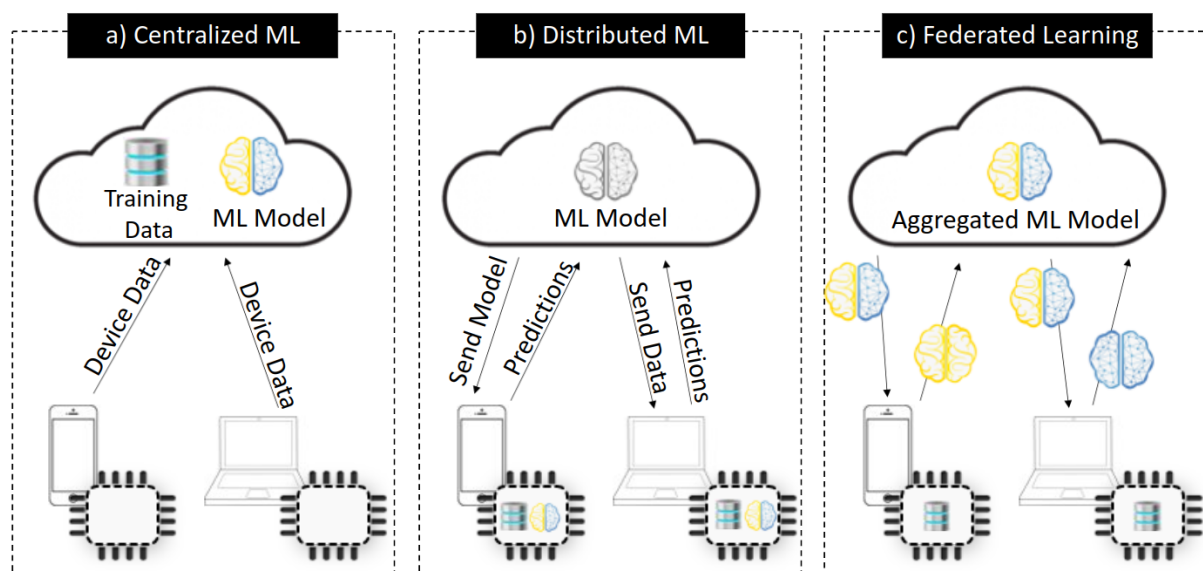 a) Centralized ML
Training
Data
ML Model
Device Data
Device Data
b) Distributed ML
ML Model
Send Model
Predictions
Send Data
Predictions
c) Federated Learning
Aggregated ML Model